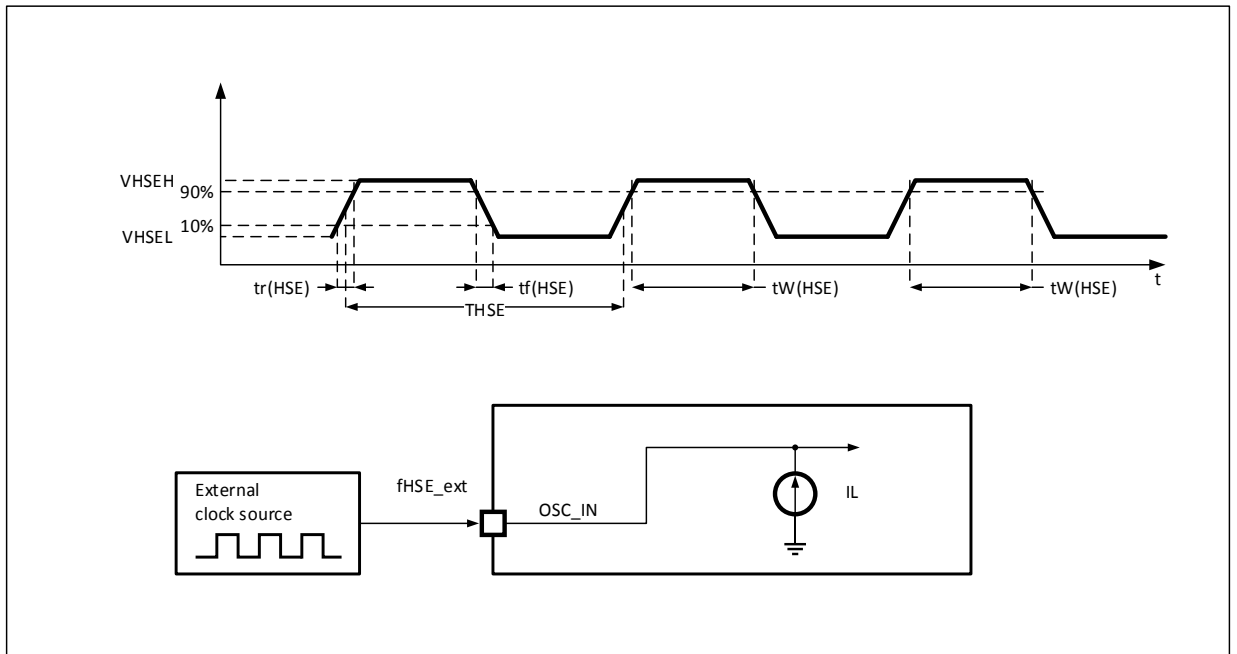 VHSEH
90%
10%
VHSEL
t
tr(HSE)
tf(HSE)
tW(HSE)
tW(HSE)
THSE
External
clock source
fHSE_ext
OSC_IN
IL